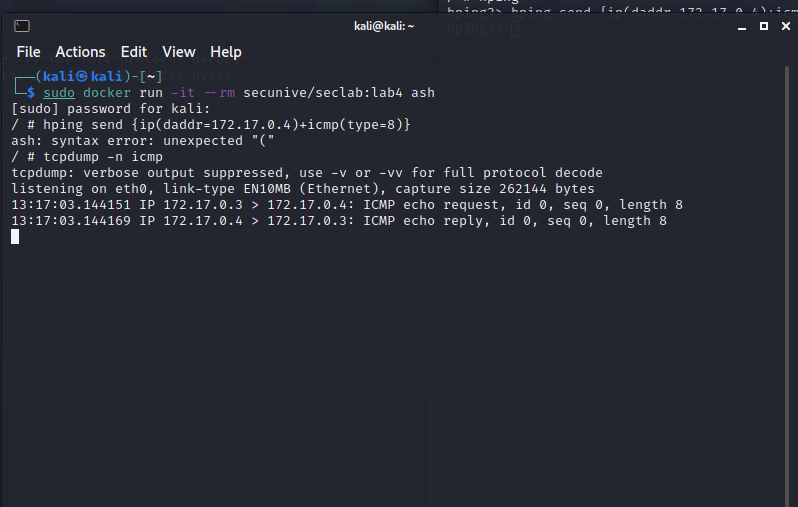 / # hping
hping3> hping send {ip(daddr=172.17.0.4)+icm
hping3>
kali@kali: ~
File Actions Edit View Help
┌──(kali㉿kali)-[~]
└─$ sudo docker run -it --rm secunive/seclab:lab4 ash
[sudo] password for kali:
/ # hping send {ip(daddr=172.17.0.4)+icmp(type=8)}
ash: syntax error: unexpected "("
/ # tcpdump -n icmp
tcpdump: verbose output suppressed, use -v or -vv for full protocol decode
listening on eth0, link-type EN10MB (Ethernet), capture size 262144 bytes
13:17:03.144151 IP 172.17.0.3 > 172.17.0.4: ICMP echo request, id 0, seq 0, length 8
13:17:03.144169 IP 172.17.0.4 > 172.17.0.3: ICMP echo reply, id 0, seq 0, length 8